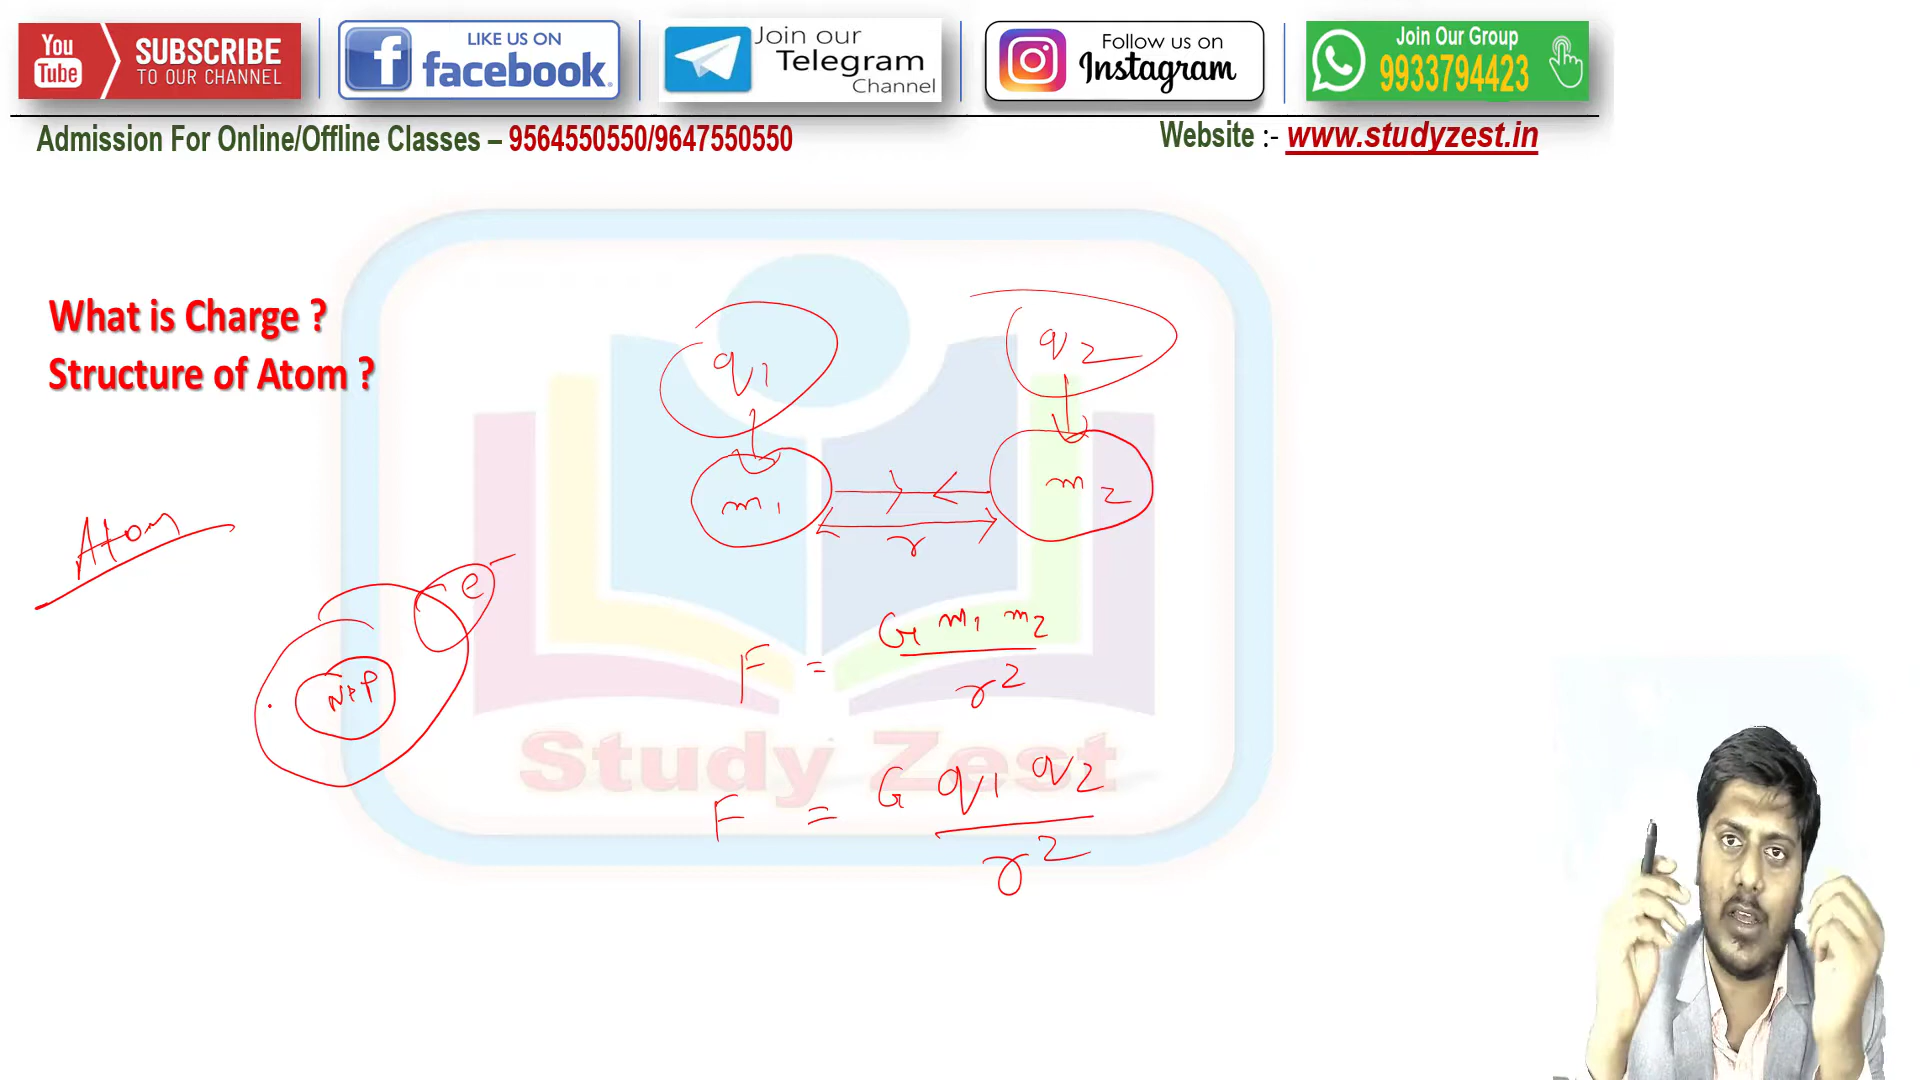 You Tube SUBSCRIBE TO OUR CHANNEL
LIKE US ON facebook.
Join our Telegram Channel
Follow us on Instagram
Join Our Group 9933794423
Admission For Online/Offline Classes – 9564550550/9647550550
Website :- www.studyzest.in
What is Charge ?
Structure of Atom ?
q1 q2
m1 m2
r
Atom
e-
N+P
F = G m1 m2 / r2
Study Zest
F = G q1 q2 / r2